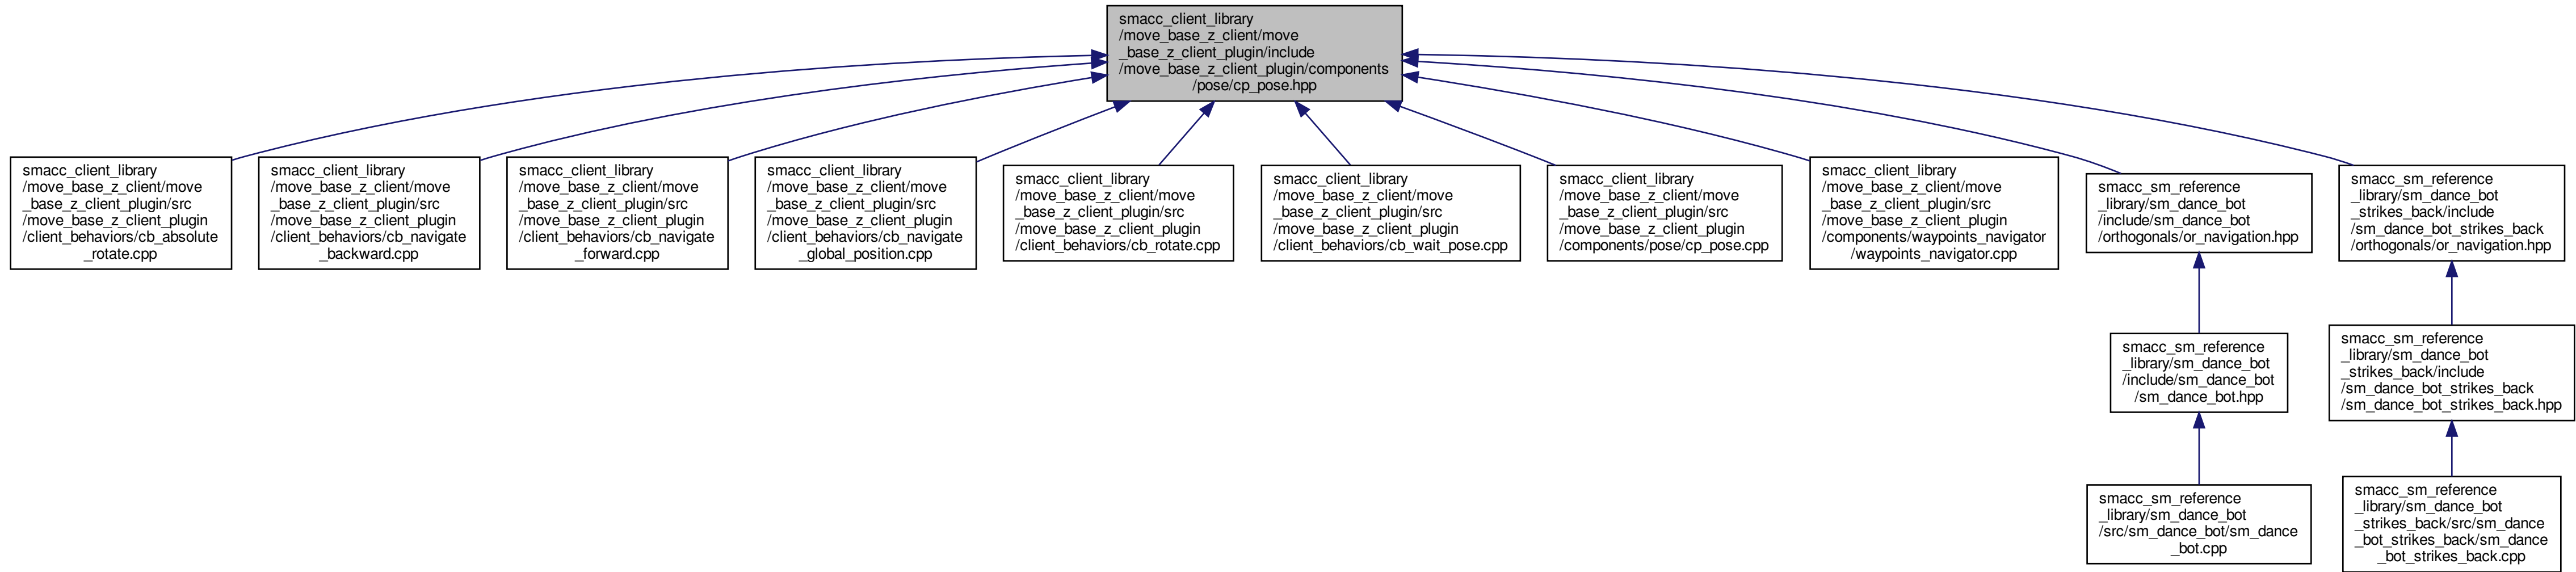 smacc_client_library
/move_base_z_client/move
_base_z_client_plugin/include
/move_base_z_client_plugin/components
/pose/cp_pose.hpp
smacc_client_library
/move_base_z_client/move
_base_z_client_plugin/src
/move_base_z_client_plugin
/client_behaviors/cb_absolute
_rotate.cpp
smacc_client_library
/move_base_z_client/move
_base_z_client_plugin/src
/move_base_z_client_plugin
/client_behaviors/cb_navigate
_backward.cpp
smacc_client_library
/move_base_z_client/move
_base_z_client_plugin/src
/move_base_z_client_plugin
/client_behaviors/cb_navigate
_forward.cpp
smacc_client_library
/move_base_z_client/move
_base_z_client_plugin/src
/move_base_z_client_plugin
/client_behaviors/cb_navigate
_global_position.cpp
smacc_client_library
/move_base_z_client/move
_base_z_client_plugin/src
/move_base_z_client_plugin
/client_behaviors/cb_rotate.cpp
smacc_client_library
/move_base_z_client/move
_base_z_client_plugin/src
/move_base_z_client_plugin
/client_behaviors/cb_wait_pose.cpp
smacc_client_library
/move_base_z_client/move
_base_z_client_plugin/src
/move_base_z_client_plugin
/components/pose/cp_pose.cpp
smacc_client_library
/move_base_z_client/move
_base_z_client_plugin/src
/move_base_z_client_plugin
/components/waypoints_navigator
/waypoints_navigator.cpp
smacc_sm_reference
_library/sm_dance_bot
/include/sm_dance_bot
/orthogonals/or_navigation.hpp
smacc_sm_reference
_library/sm_dance_bot
_strikes_back/include
/sm_dance_bot_strikes_back
/orthogonals/or_navigation.hpp
smacc_sm_reference
_library/sm_dance_bot
/include/sm_dance_bot
/sm_dance_bot.hpp
smacc_sm_reference
_library/sm_dance_bot
_strikes_back/include
/sm_dance_bot_strikes_back
/sm_dance_bot_strikes_back.hpp
smacc_sm_reference
_library/sm_dance_bot
/src/sm_dance_bot/sm_dance
_bot.cpp
smacc_sm_reference
_library/sm_dance_bot
_strikes_back/src/sm_dance
_bot_strikes_back/sm_dance
_bot_strikes_back.cpp